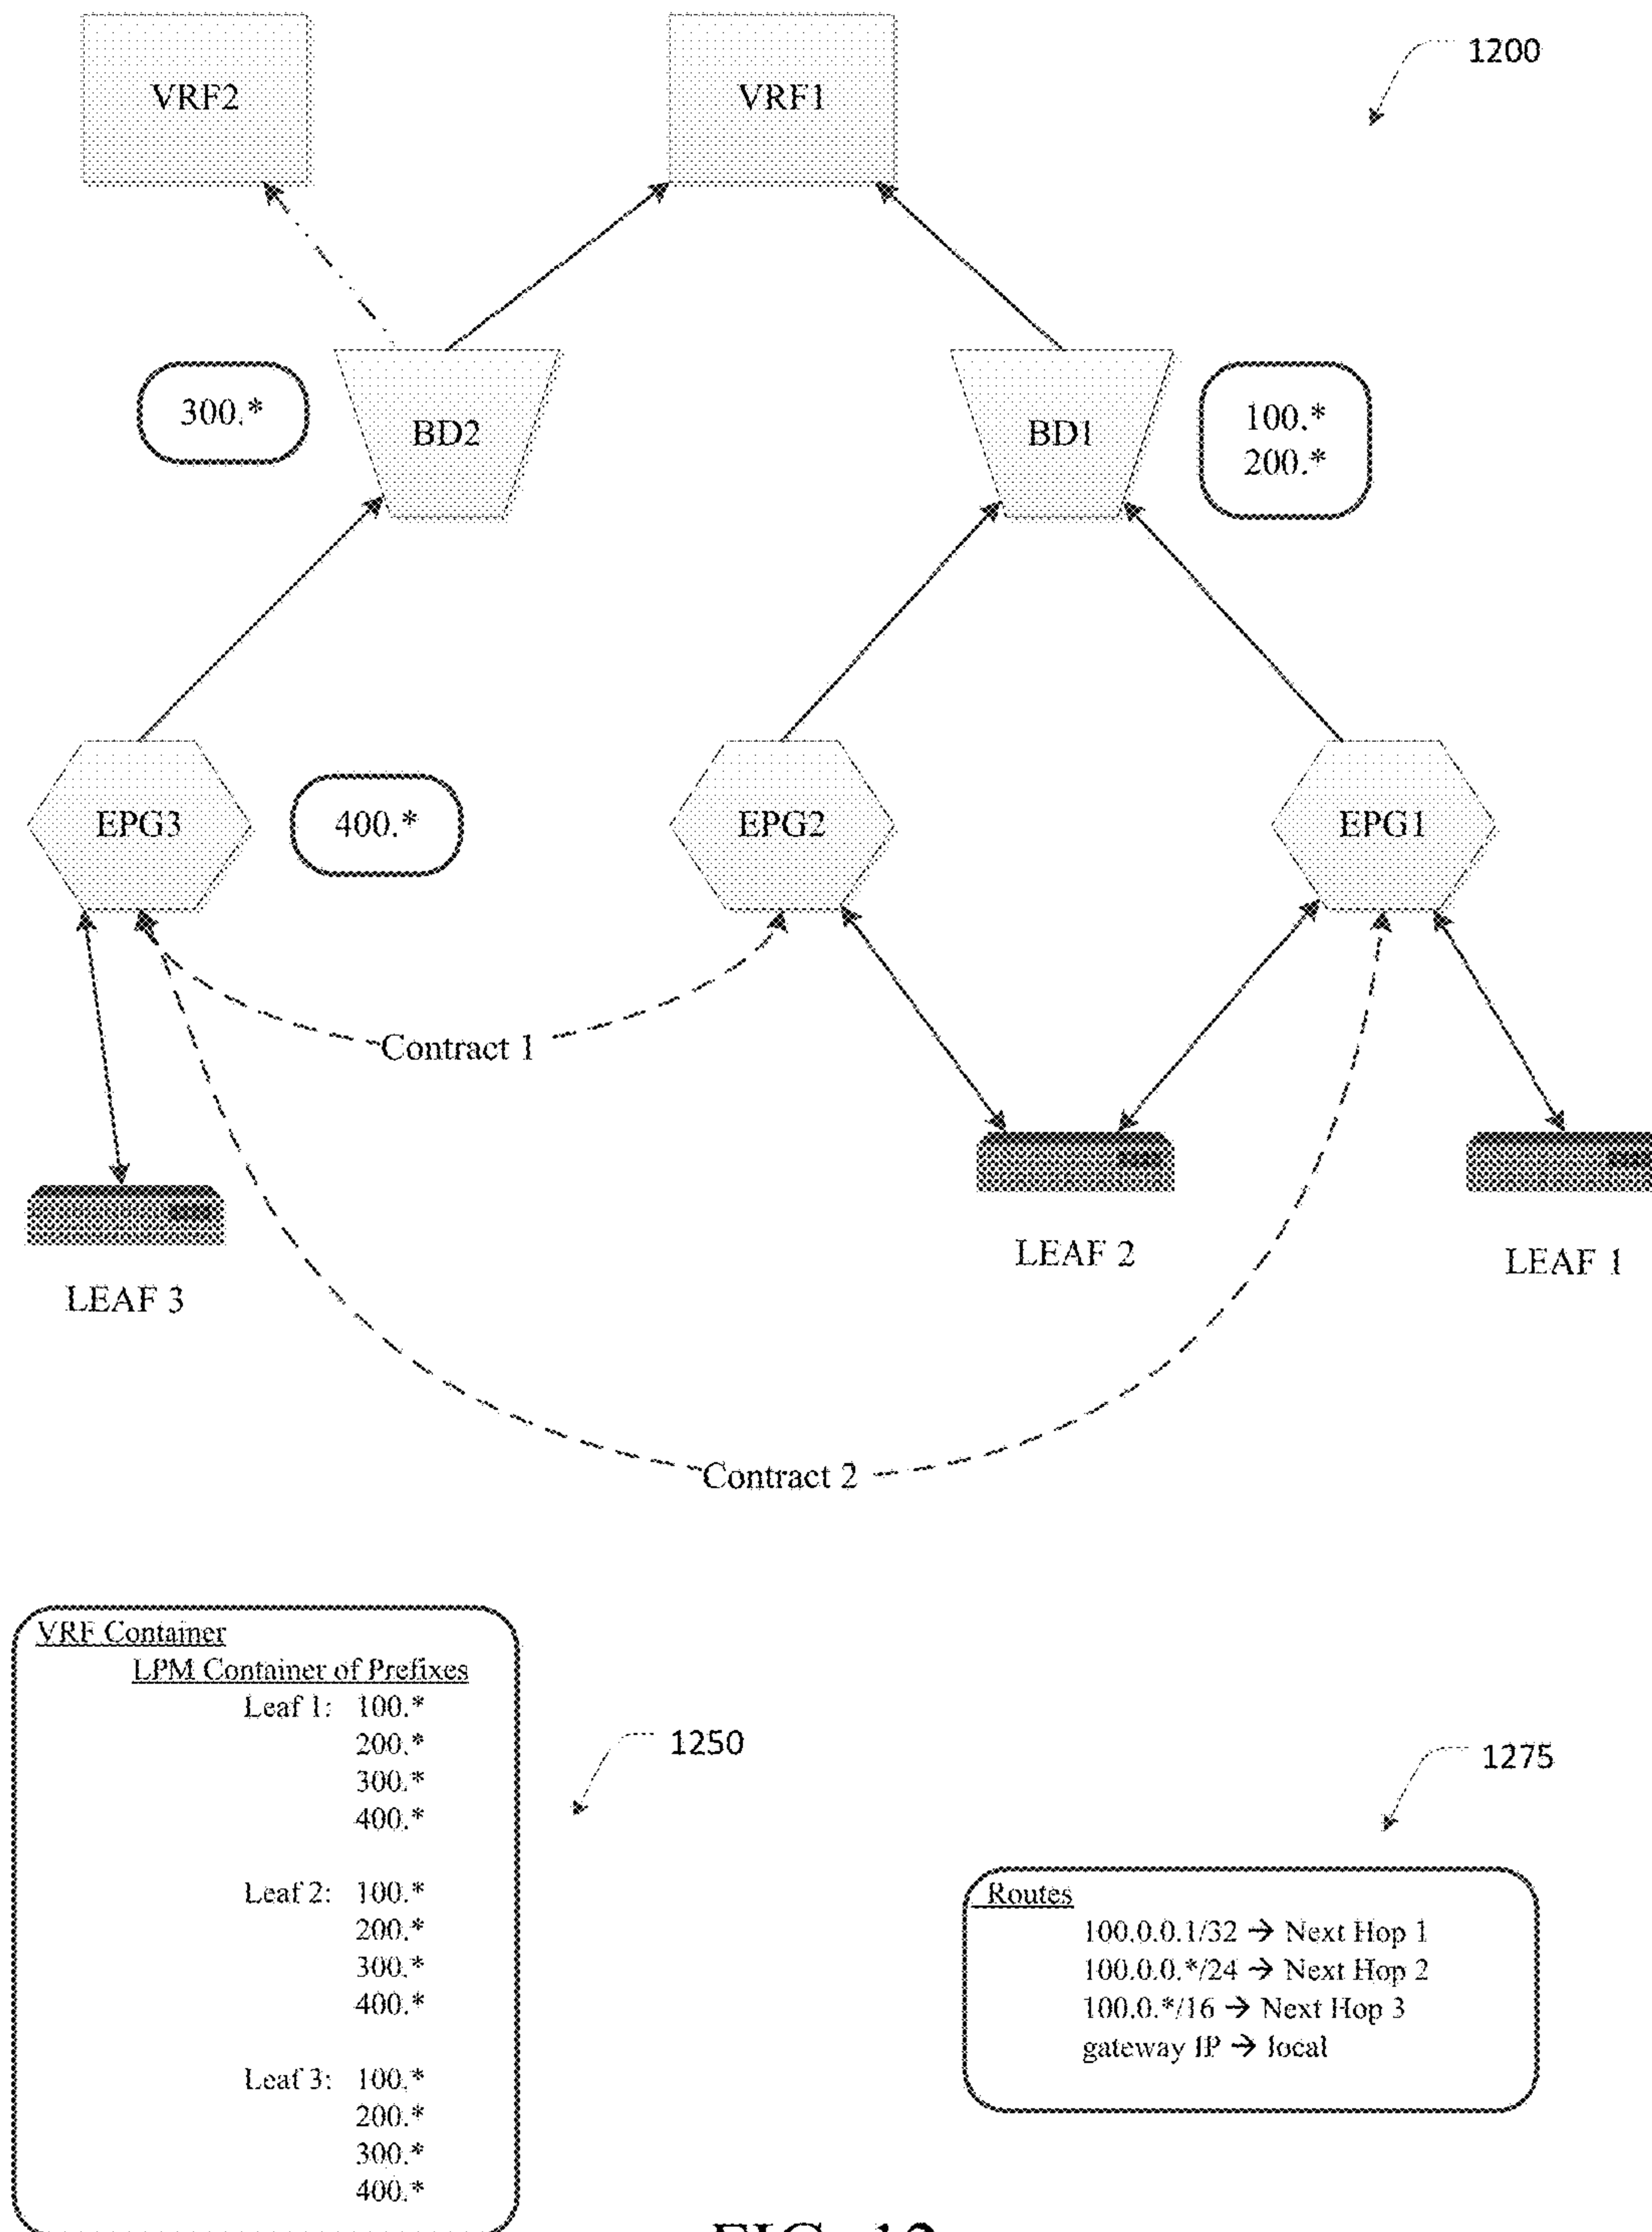 VRF2
VRF1
1200
300.*
BD2
BD1
100.*
200.*
EPG3
400.*
EPG2
EPG1
Contract 1
LEAF 3
LEAF 2
LEAF 1
Contract 2
VRF Container
LPM Container of Prefixes
Leaf 1: 100.*
200.*
300.*
400.*
Leaf 2: 100.*
200.*
300.*
400.*
Leaf 3: 100.*
200.*
300.*
400.*
1250
1275
Routes
100.0.0.1/32 → Next Hop 1
100.0.0.*/24 → Next Hop 2
100.0.*/16 → Next Hop 3
gateway IP → local